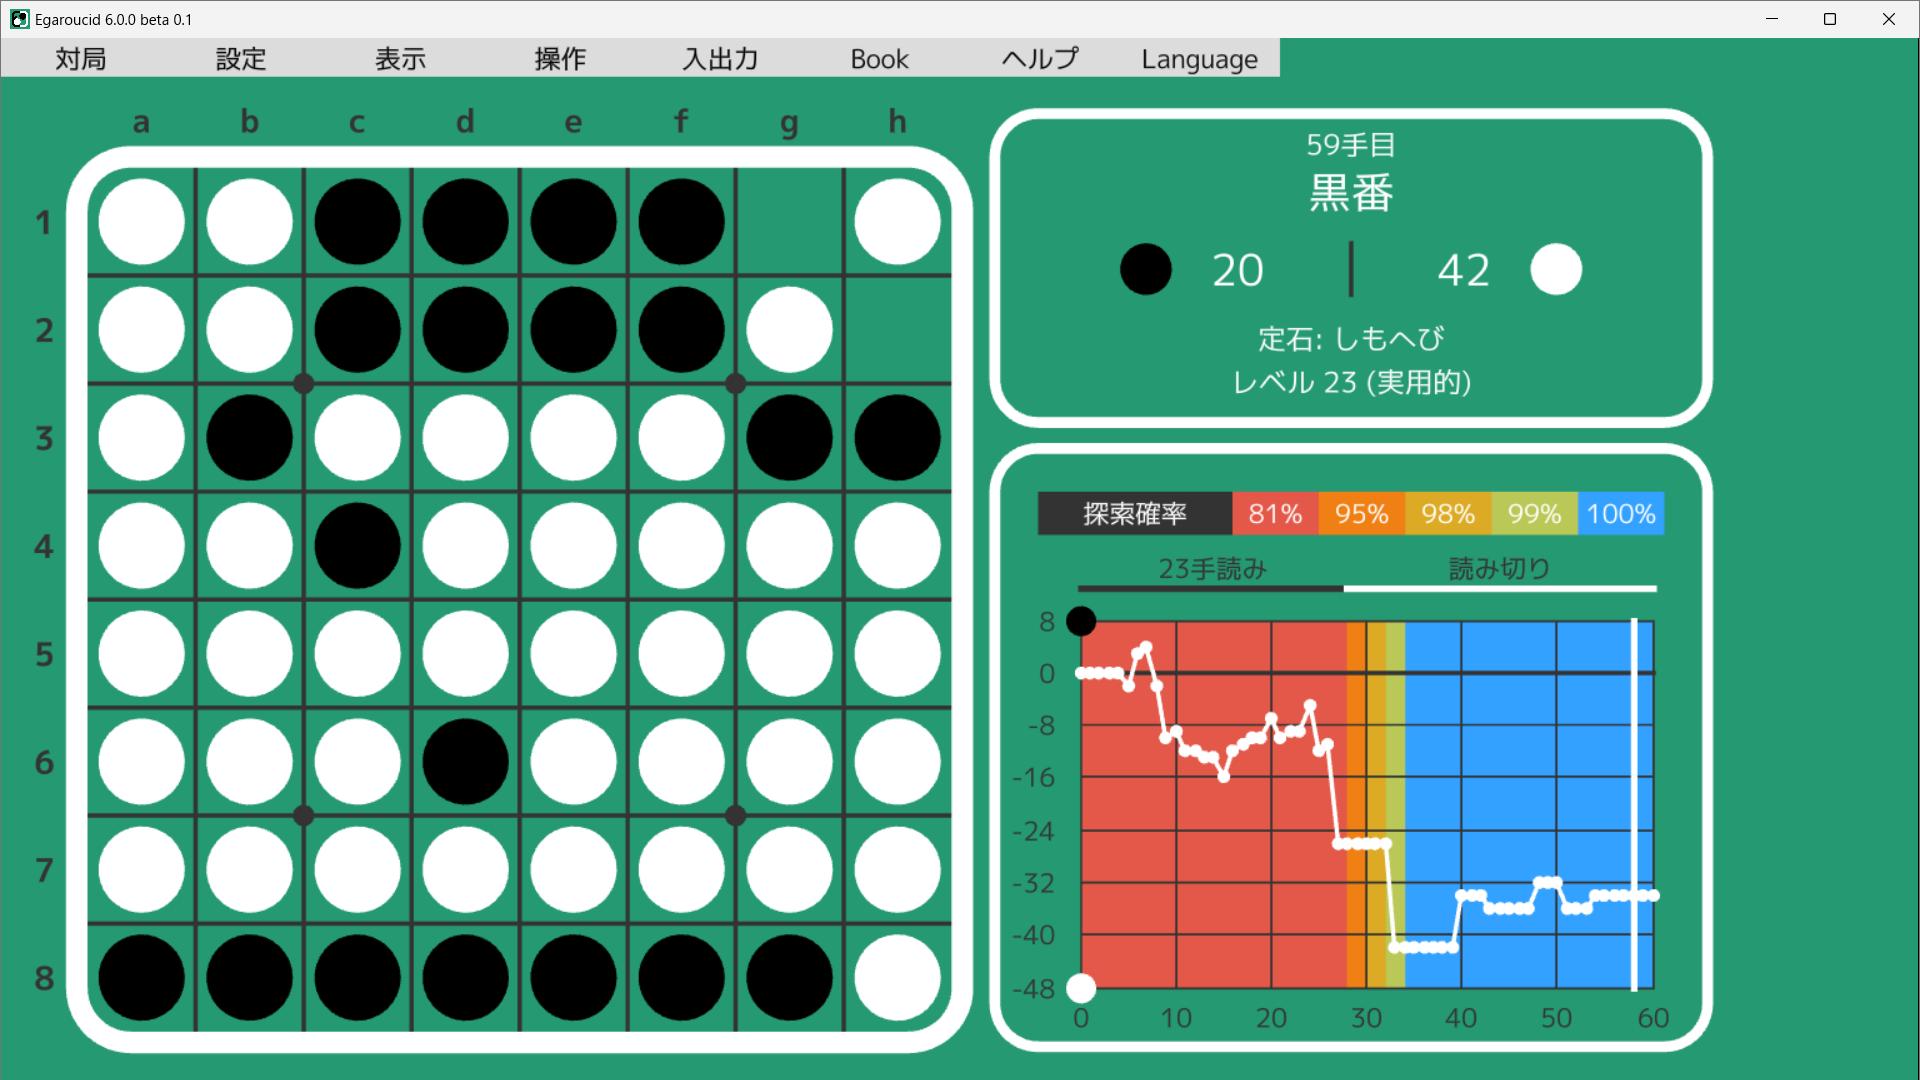 Egaroucid 6.0.0 beta 0.1
対局 設定 表示 操作 入出力 Book ヘルプ Language
a b c d e f g h
1
2
3
4
5
6
7
8
59手目
黒番
20 42
定石: しもへび
レベル 23 (実用的)
探索確率 81% 95% 98% 99% 100%
23手読み 読み切り
8
0
-8
-16
-24
-32
-40
-48
0 10 20 30 40 50 60